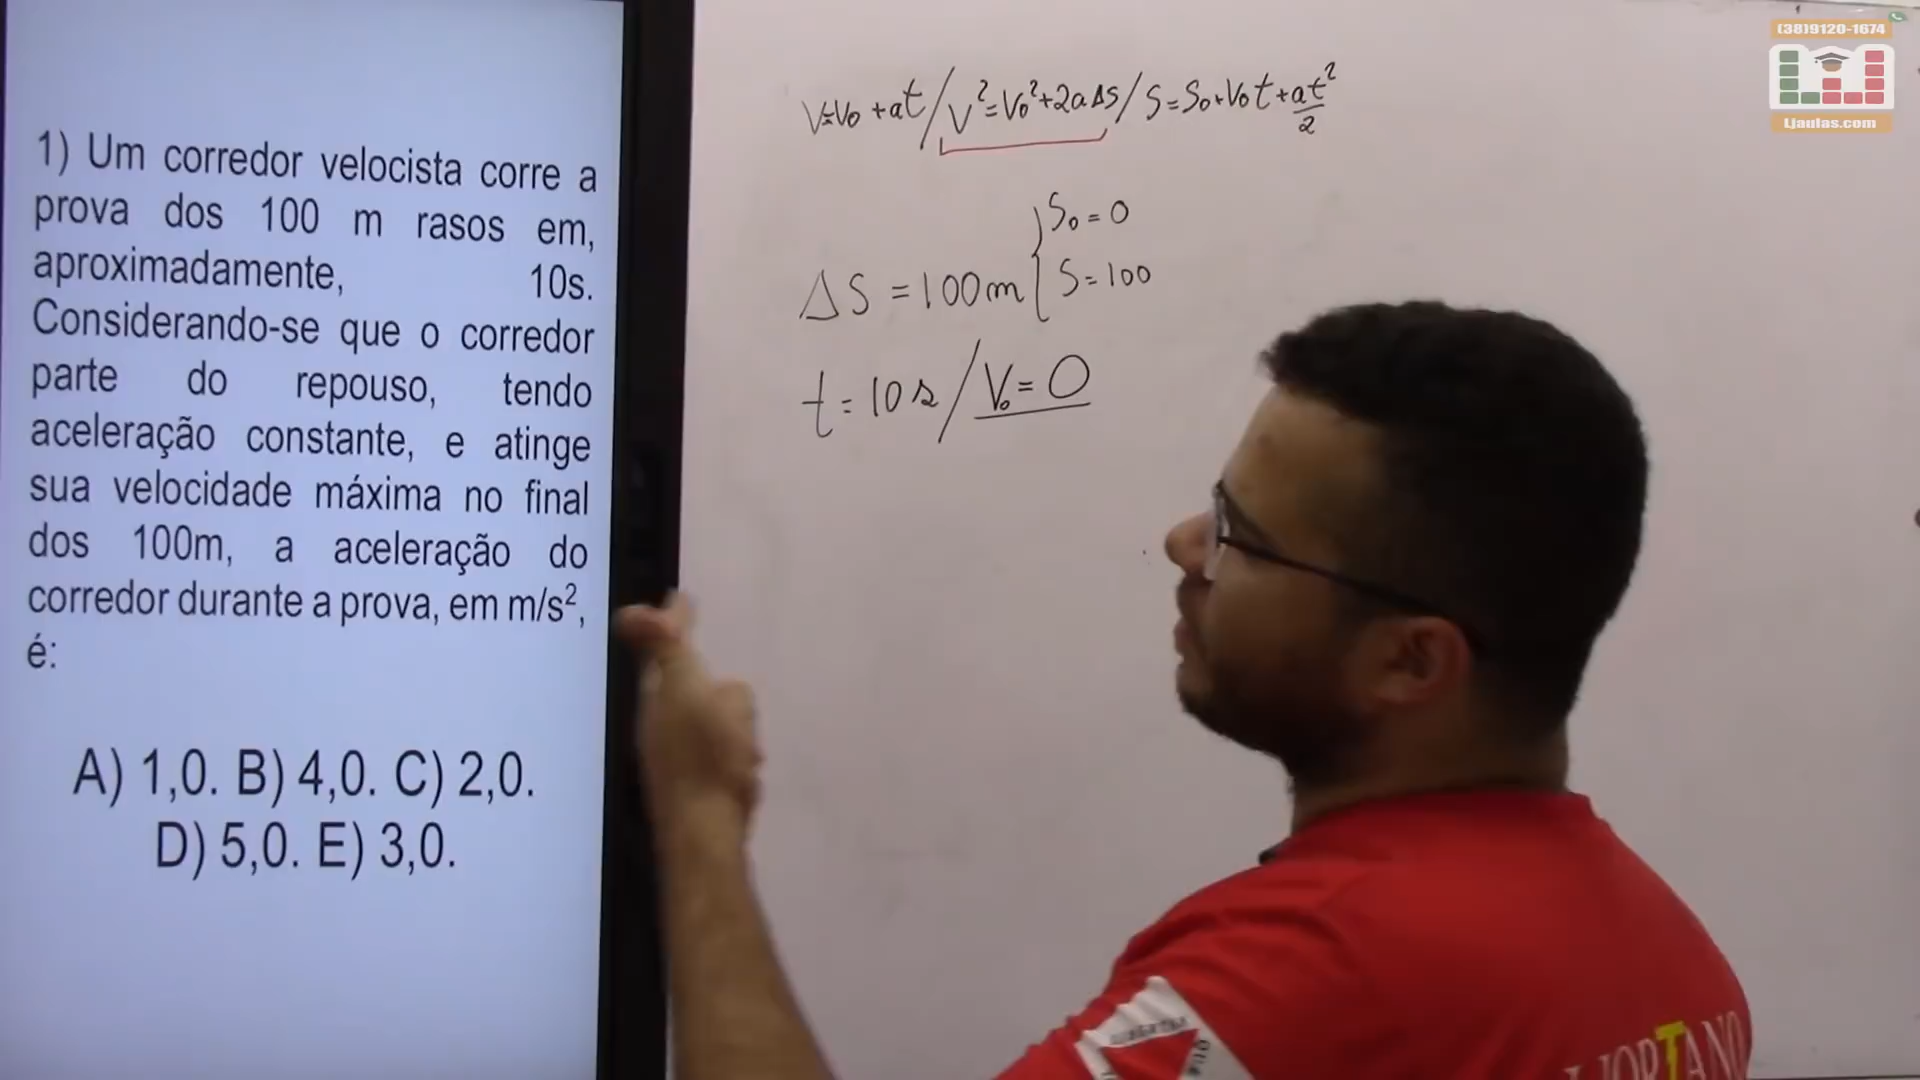 1) Um corredor velocista corre a
prova dos 100 m rasos em,
aproximadamente, 10s.
Considerando-se que o corredor
parte do repouso, tendo
aceleração constante, e atinge
sua velocidade máxima no final
dos 100m, a aceleração do
corredor durante a prova, em m/s²,
é:
A) 1,0. B) 4,0. C) 2,0.
D) 5,0. E) 3,0.
V=V₀+at / V²=V₀²+2aΔS / S=S₀+V₀t+at²/2
S₀=0
ΔS=100m { S=100
t=10s / V₀=0
(38)9120-1674
Ljaulas.com